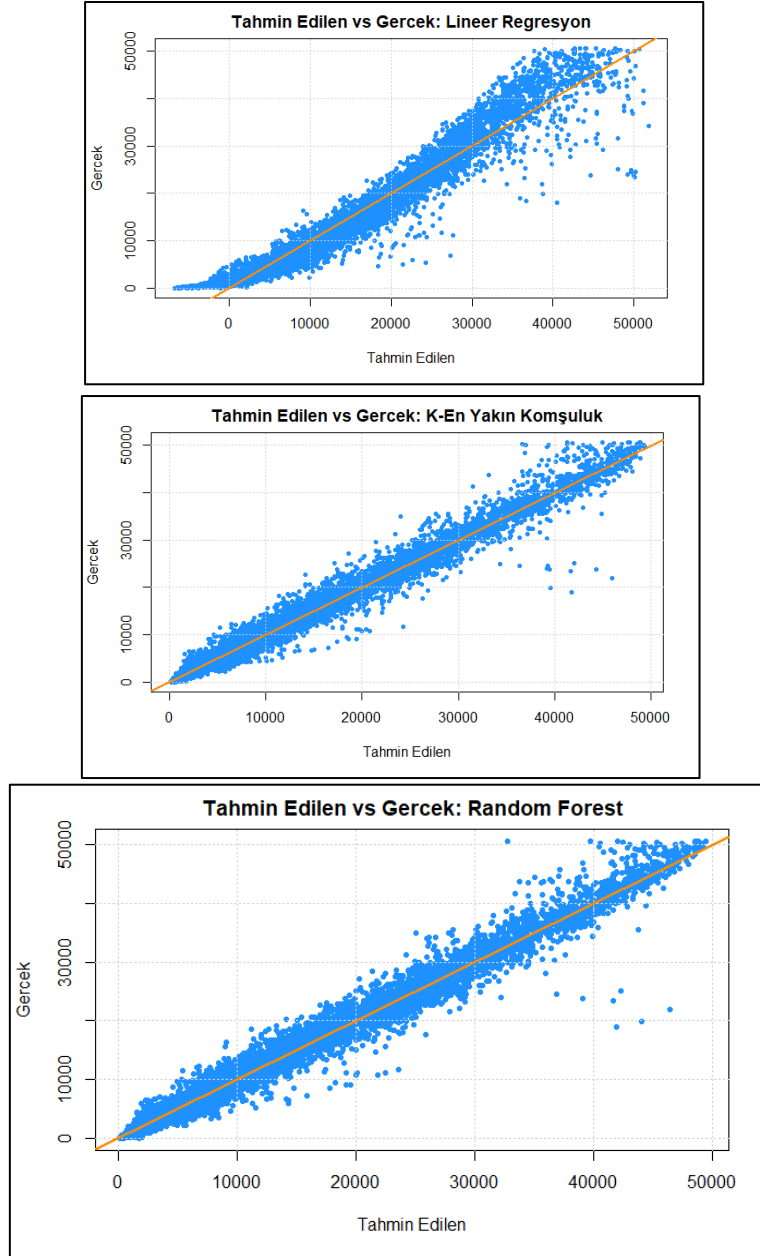 Tahmin Edilen vs Gercek: Lineer Regresyon
Gercek
50000
30000
10000
0
0 10000 20000 30000 40000 50000
Tahmin Edilen
Tahmin Edilen vs Gercek: K-En Yakın Komşuluk
Gercek
50000
30000
10000
0
0 10000 20000 30000 40000 50000
Tahmin Edilen
Tahmin Edilen vs Gercek: Random Forest
Gercek
50000
30000
10000
0
0 10000 20000 30000 40000 50000
Tahmin Edilen